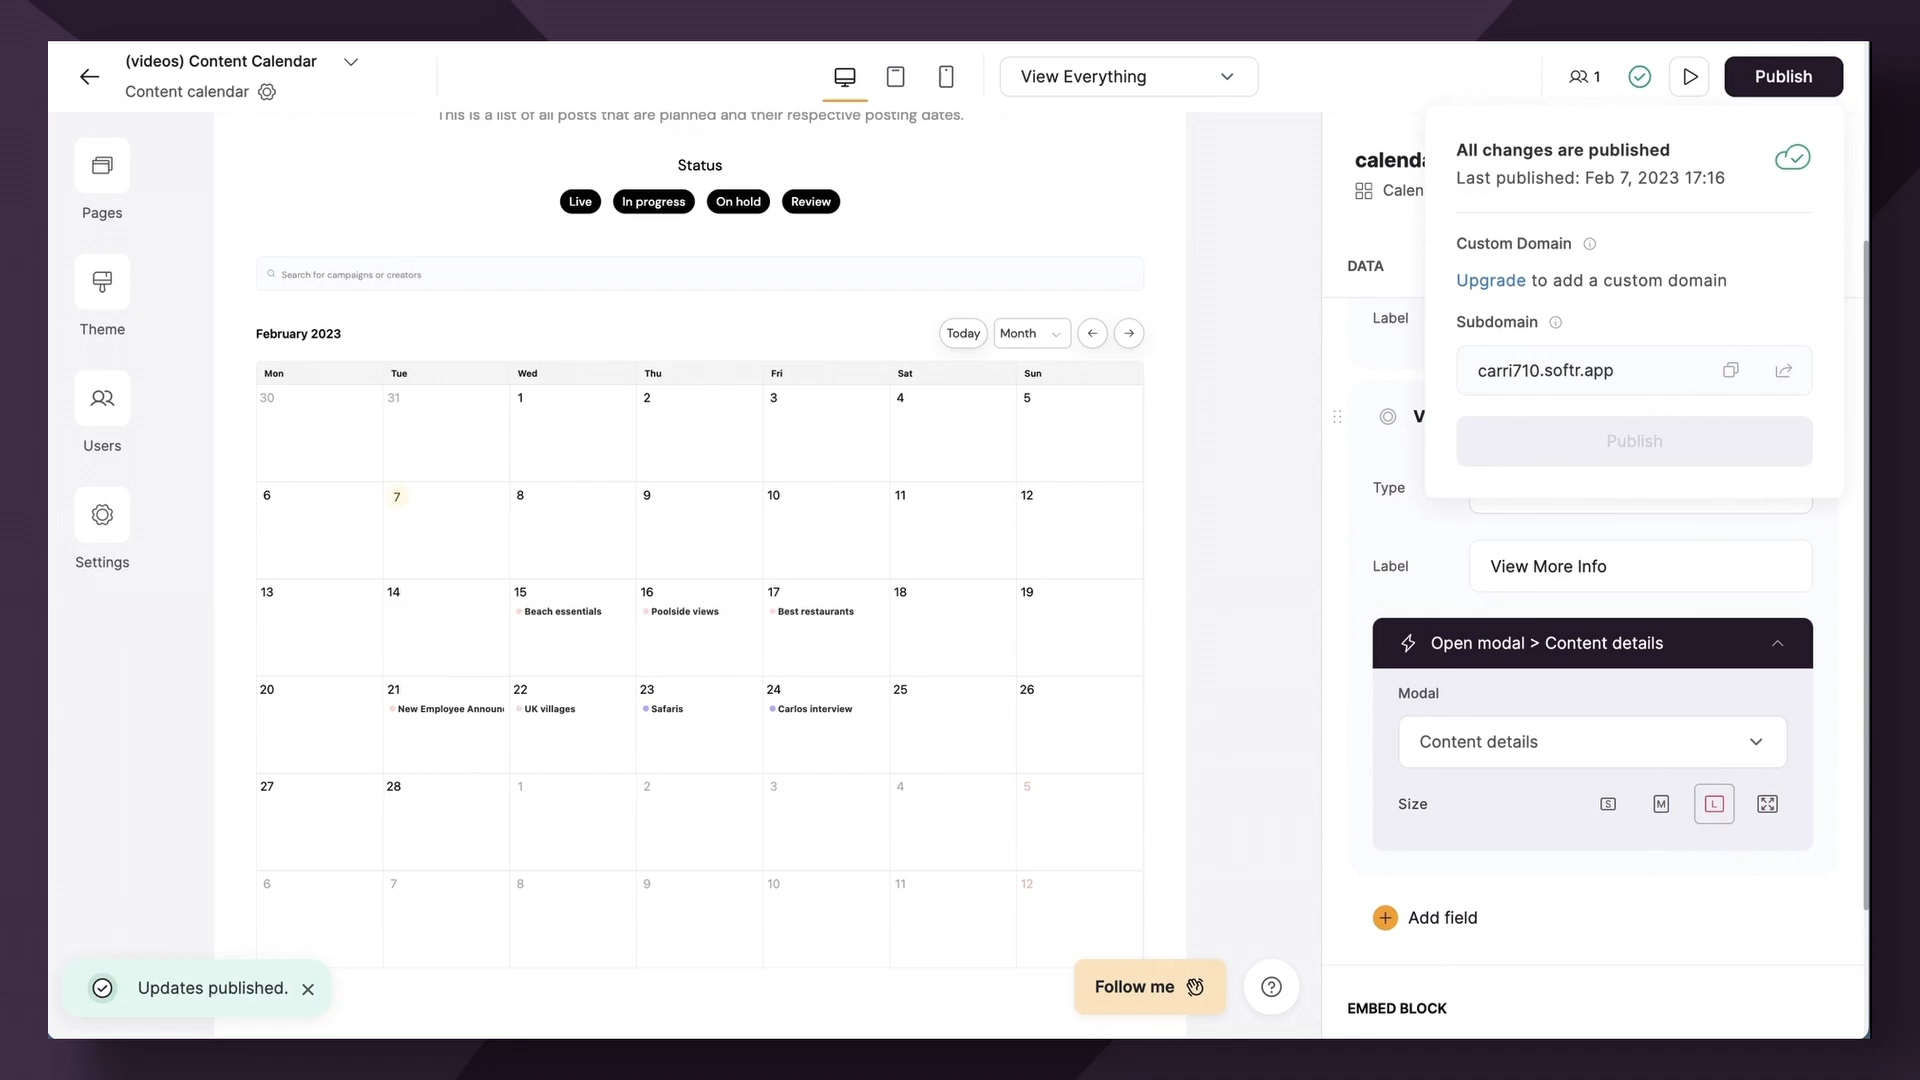 (videos) Content Calendar
Content calendar
View Everything
1
Publish
This is a list of all posts that are planned and their respective posting dates.
Status
Live In progress On hold Review
Search for campaigns or creators
February 2023
Today Month
Mon Tue Wed Thu Fri Sat Sun
30 31 1 2 3 4 5
6 7 8 9 10 11 12
13 14 15 16 17 18 19
Beach essentials Poolside views Best restaurants
20 21 22 23 24 25 26
New Employee Announ UK villages Safaris Carlos interview
27 28 1 2 3 4 5
6 7 8 9 10 11 12
Pages
Theme
Users
Settings
Updates published.
Follow me
calenda
Calen
DATA
Label
V
Type
All changes are published
Last published: Feb 7, 2023 17:16
Custom Domain
Upgrade to add a custom domain
Subdomain
carri710.softr.app
Publish
Label View More Info
Open modal > Content details
Modal
Content details
Size S M L
Add field
EMBED BLOCK